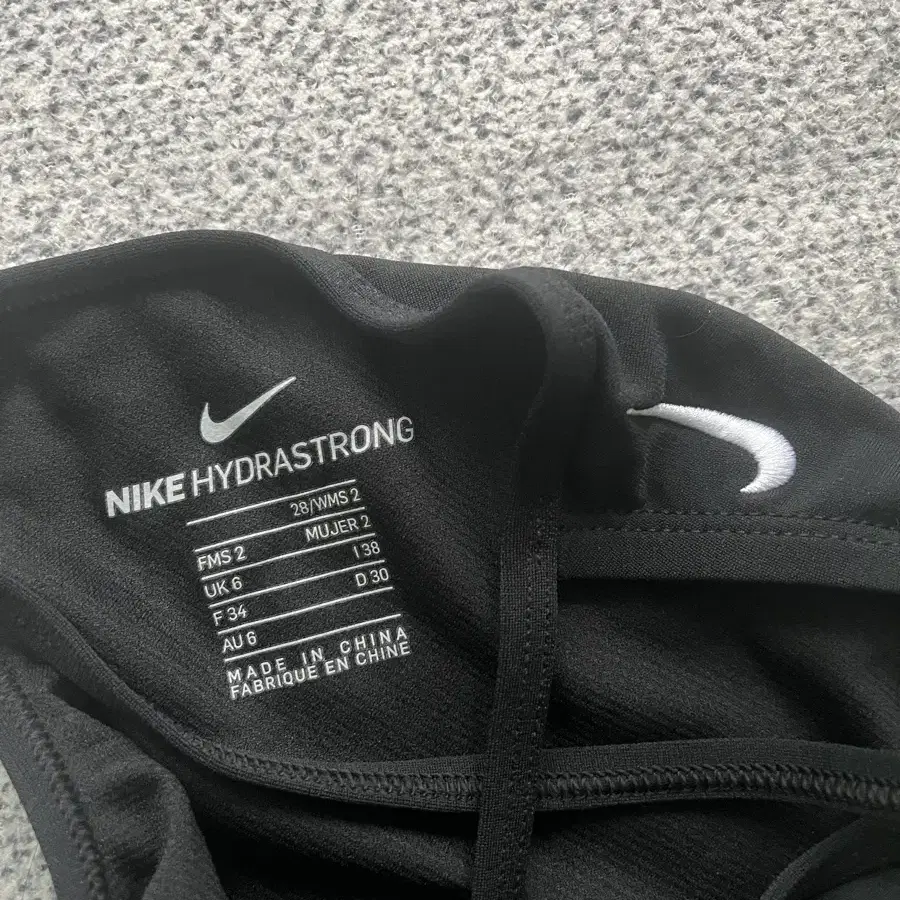 NIKE HYDRASTRONG
28/WMS 2
FMS 2 MUJER 2
UK 6 I 38
F 34 D 30
AU 6
MADE IN CHINA
FABRIQUE EN CHINE